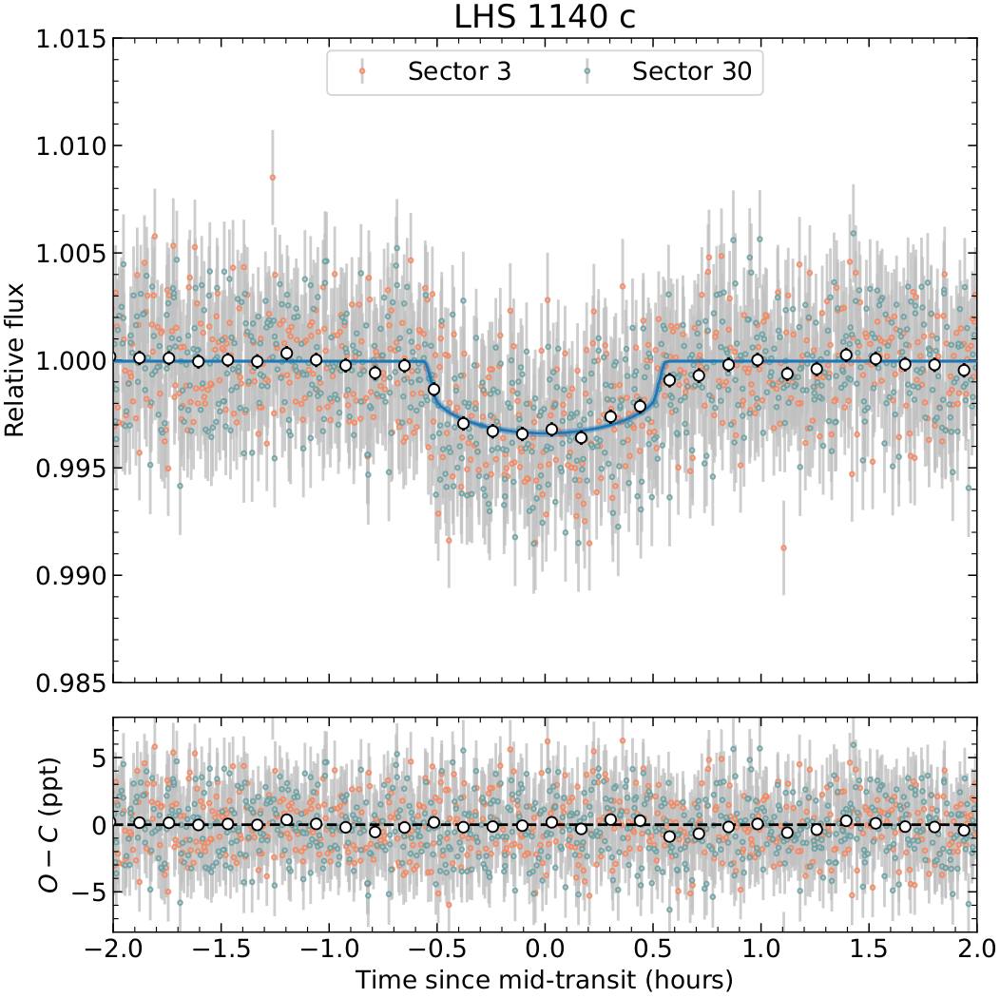 LHS 1140 c
Sector 3 Sector 30
1.015
1.010
1.005
1.000
0.995
0.990
0.985
Relative flux
5
0
−5
O − C (ppt)
−2.0 −1.5 −1.0 −0.5 0.0 0.5 1.0 1.5 2.0
Time since mid-transit (hours)